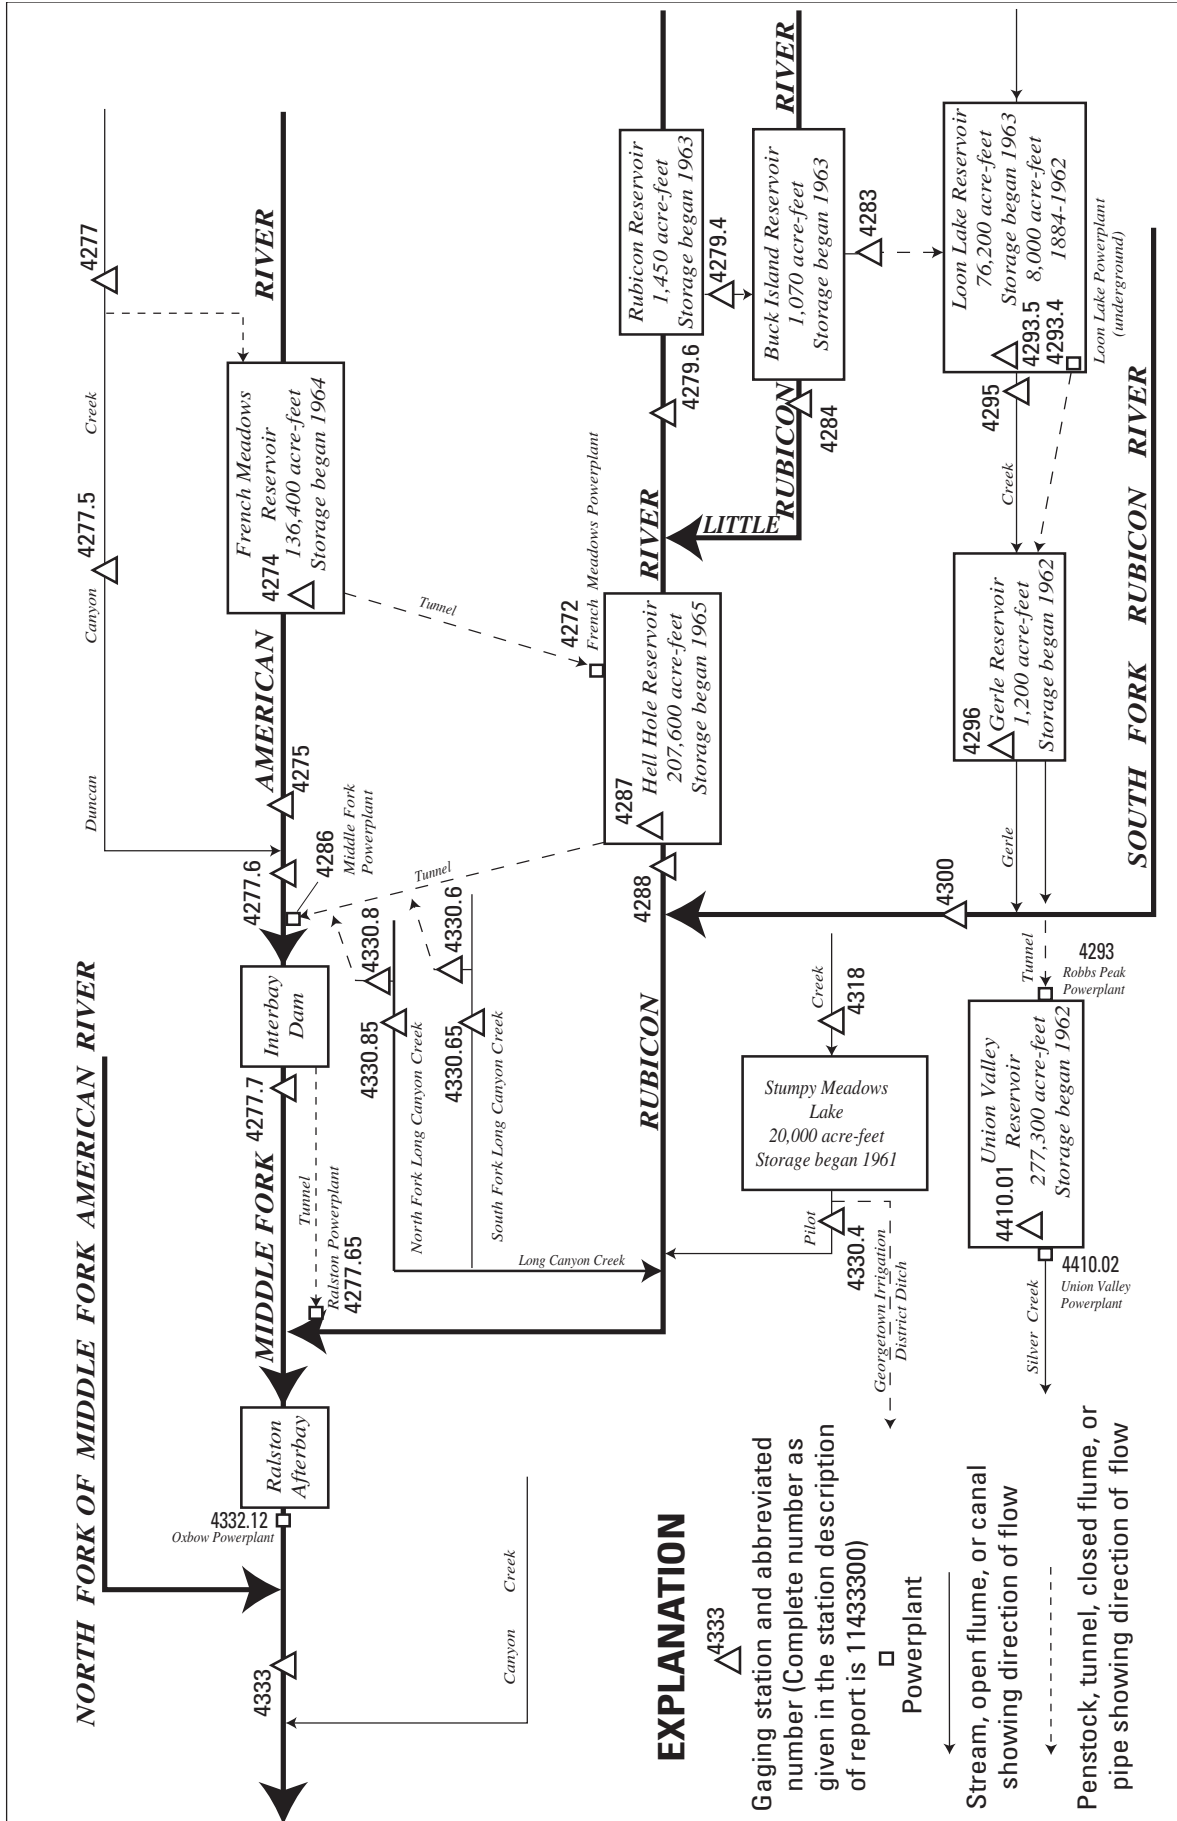 NORTH FORK OF MIDDLE FORK AMERICAN RIVER
Duncan
Canyon
Creek
4277.5
4277
4333
4332.12
Oxbow Powerplant
Ralston
Afterbay
MIDDLE FORK
4277.7
Tunnel
Ralston Powerplant
4277.65
Interbay
Dam
4277.6
4286
Middle Fork
Powerplant
4275
AMERICAN
French Meadows
Reservoir
136,400 acre-feet
Storage began 1964
4274
RIVER
Canyon
Creek
4330.85
North Fork Long Canyon Creek
4330.8
4330.65
South Fork Long Canyon Creek
4330.6
Tunnel
Long Canyon Creek
Tunnel
4272
French Meadows Powerplant
RUBICON
4288
4287
Hell Hole Reservoir
207,600 acre-feet
Storage began 1965
RIVER
4279.6
Rubicon Reservoir
1,450 acre-feet
Storage began 1963
4279.4
LITTLE
RUBICON
4284
Buck Island Reservoir
1,070 acre-feet
Storage began 1963
RIVER
4283
Pilot
4330.4
Georgetown Irrigation
District Ditch
Stumpy Meadows
Lake
20,000 acre-feet
Storage began 1961
Creek
4318
4300
Gerle
4296
Gerle Reservoir
1,200 acre-feet
Storage began 1962
Creek
4295
Loon Lake Reservoir
76,200 acre-feet
Storage began 1963
8,000 acre-feet
1884-1962
4293.5
4293.4
Loon Lake Powerplant
(underground)
Silver Creek
4410.02
Union Valley
Powerplant
4410.01
Union Valley
Reservoir
277,300 acre-feet
Storage began 1962
Tunnel
4293
Robbs Peak
Powerplant
SOUTH FORK RUBICON RIVER
EXPLANATION
4333
Gaging station and abbreviated
number (Complete number as
given in the station description
of report is 11433300)
Powerplant
Stream, open flume, or canal
showing direction of flow
Penstock, tunnel, closed flume, or
pipe showing direction of flow